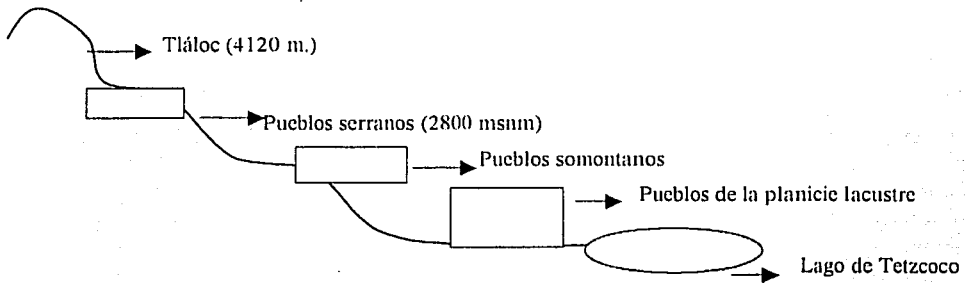 Tláloc (4120 m.)
Pueblos serranos (2800 msnm)
Pueblos somontanos
Pueblos de la planicie lacustre
Lago de Tetzcoco